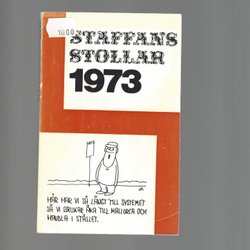 STAFFANS
STOLLAR
1973
HÄR HAR VI SÅ LÅNGT TILL SYSTEMET
SÅ VI BRUKAR ÅKA TILL MALLORCA OCH
HANDLA I STÄLLET.